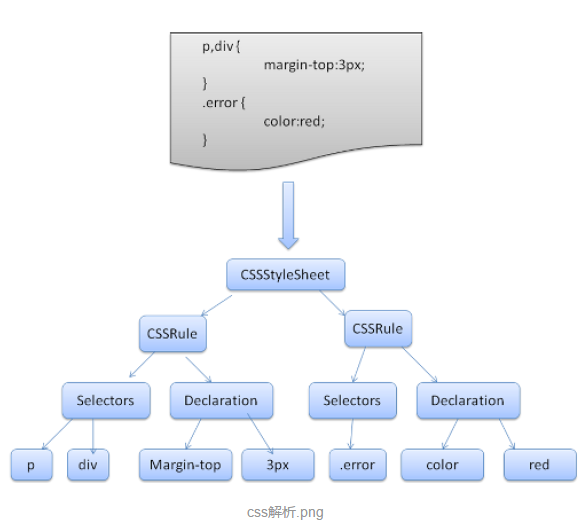 p,div {
margin-top:3px;
}
.error {
color:red;
}
CSSStyleSheet
CSSRule CSSRule
Selectors Declaration Selectors Declaration
p div Margin-top 3px .error color red
css解析.png